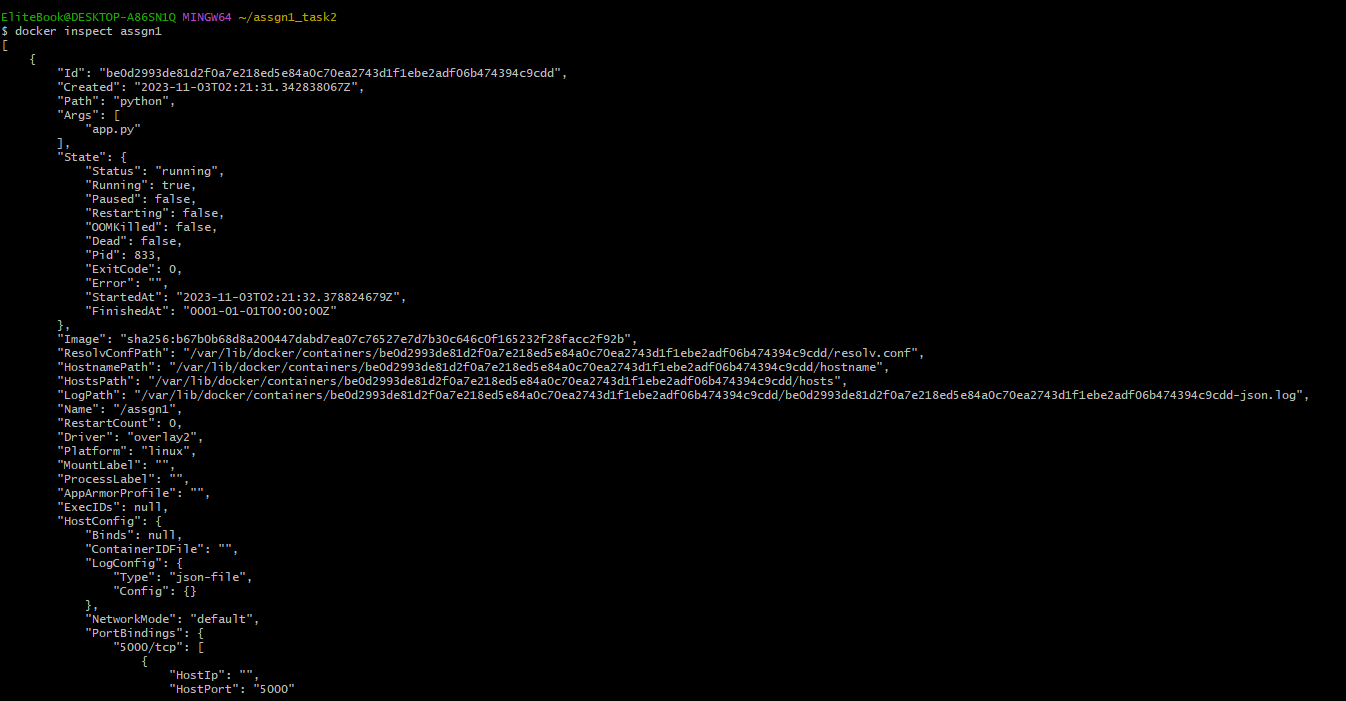 EliteBook@DESKTOP-A86SN1Q MINGW64 ~/assgn1_task2
$ docker inspect assgn1
[
    {
        "Id": "be0d2993de81d2f0a7e218ed5e84a0c70ea2743d1f1ebe2adf06b474394c9cdd",
        "Created": "2023-11-03T02:21:31.342838067Z",
        "Path": "python",
        "Args": [
            "app.py"
        ],
        "State": {
            "Status": "running",
            "Running": true,
            "Paused": false,
            "Restarting": false,
            "OOMKilled": false,
            "Dead": false,
            "Pid": 833,
            "ExitCode": 0,
            "Error": "",
            "StartedAt": "2023-11-03T02:21:32.378824679Z",
            "FinishedAt": "0001-01-01T00:00:00Z"
        },
        "Image": "sha256:b67b0b68d8a200447dabd7ea07c76527e7d7b30c646c0f165232f28facc2f92b",
        "ResolvConfPath": "/var/lib/docker/containers/be0d2993de81d2f0a7e218ed5e84a0c70ea2743d1f1ebe2adf06b474394c9cdd/resolv.conf",
        "HostnamePath": "/var/lib/docker/containers/be0d2993de81d2f0a7e218ed5e84a0c70ea2743d1f1ebe2adf06b474394c9cdd/hostname",
        "HostsPath": "/var/lib/docker/containers/be0d2993de81d2f0a7e218ed5e84a0c70ea2743d1f1ebe2adf06b474394c9cdd/hosts",
        "LogPath": "/var/lib/docker/containers/be0d2993de81d2f0a7e218ed5e84a0c70ea2743d1f1ebe2adf06b474394c9cdd/be0d2993de81d2f0a7e218ed5e84a0c70ea2743d1f1ebe2adf06b474394c9cdd-json.log",
        "Name": "/assgn1",
        "RestartCount": 0,
        "Driver": "overlay2",
        "Platform": "linux",
        "MountLabel": "",
        "ProcessLabel": "",
        "AppArmorProfile": "",
        "ExecIDs": null,
        "HostConfig": {
            "Binds": null,
            "ContainerIDFile": "",
            "LogConfig": {
                "Type": "json-file",
                "Config": {}
            },
            "NetworkMode": "default",
            "PortBindings": {
                "5000/tcp": [
                    {
                        "HostIp": "",
                        "HostPort": "5000"